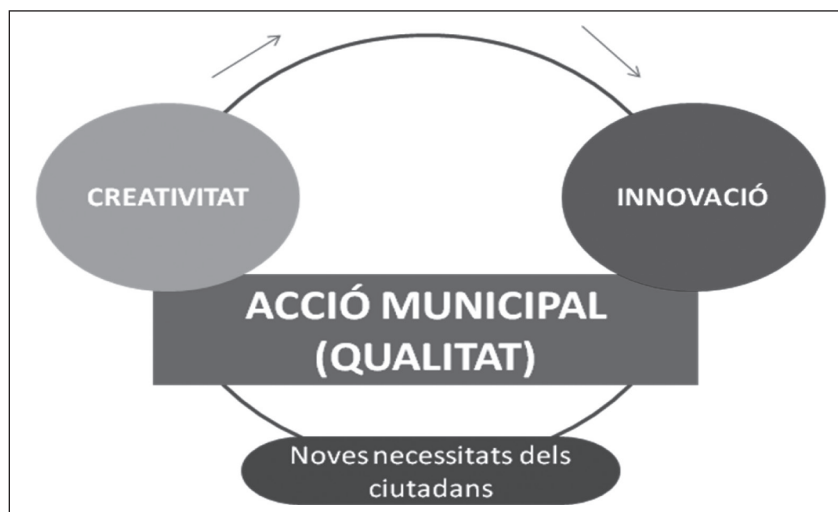 CREATIVITAT
INNOVACIÓ
ACCIÓ MUNICIPAL
(QUALITAT)
Noves necessitats dels
ciutadans